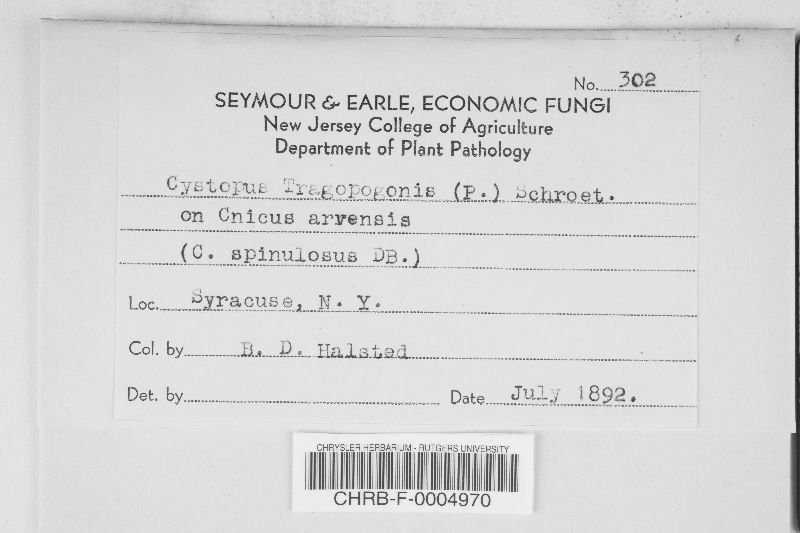 No. 302
SEYMOUR & EARLE, ECONOMIC FUNGI
New Jersey College of Agriculture
Department of Plant Pathology
Cystopus Tragopogonis (P.) Schroet.
on Cnicus arvensis
(C. spinulosus DB.)
Loc. Syracuse, N. Y.
Col. by B. D. Halsted
Det. by
Date July 1892.
CHRYSLER HERBARIUM - RUTGERS UNIVERSITY
CHRB-F-0004970